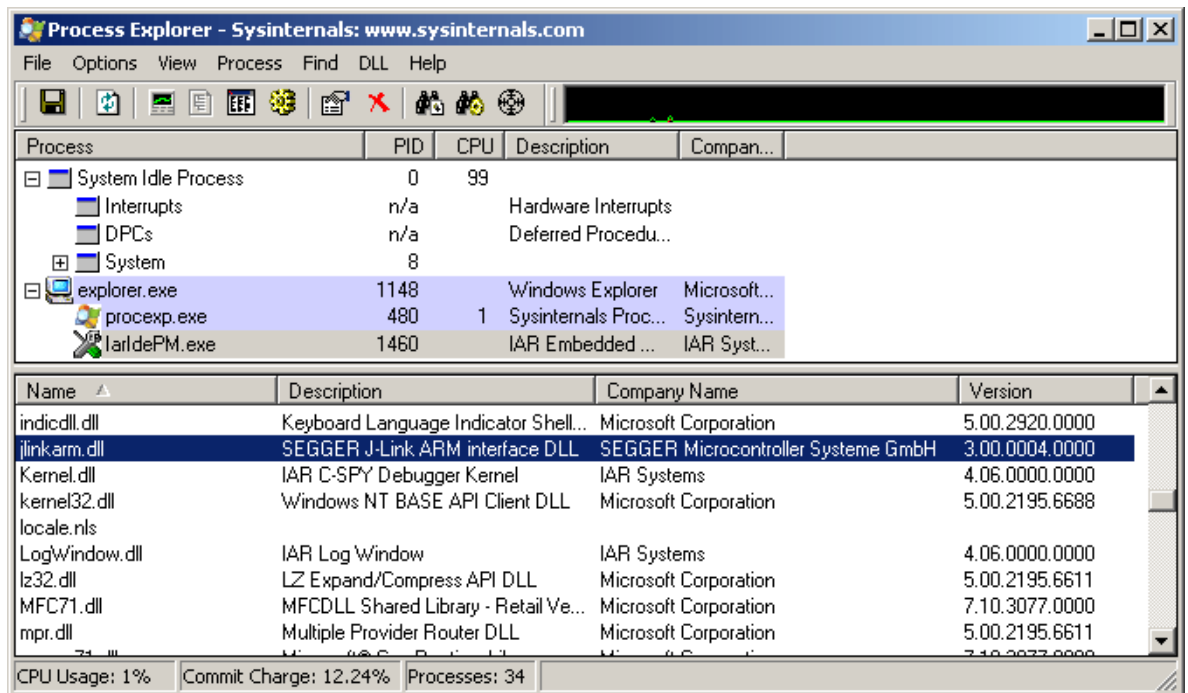 Process Explorer - Sysinternals: www.sysinternals.com
File Options View Process Find DLL Help
Process PID CPU Description Compan...
System Idle Process 0 99
Interrupts n/a Hardware Interrupts
DPCs n/a Deferred Procedu...
System 8
explorer.exe 1148 Windows Explorer Microsoft...
procexp.exe 480 1 Sysinternals Proc... Sysintern...
IarIdePM.exe 1460 IAR Embedded ... IAR Syst...
Name Description Company Name Version
indicdll.dll Keyboard Language Indicator Shell... Microsoft Corporation 5.00.2920.0000
jlinkarm.dll SEGGER J-Link ARM interface DLL SEGGER Microcontroller Systeme GmbH 3.00.0004.0000
Kernel.dll IAR C-SPY Debugger Kernel IAR Systems 4.06.0000.0000
kernel32.dll Windows NT BASE API Client DLL Microsoft Corporation 5.00.2195.6688
locale.nls
LogWindow.dll IAR Log Window IAR Systems 4.06.0000.0000
lz32.dll LZ Expand/Compress API DLL Microsoft Corporation 5.00.2195.6611
MFC71.dll MFCDLL Shared Library - Retail Ve... Microsoft Corporation 7.10.3077.0000
mpr.dll Multiple Provider Router DLL Microsoft Corporation 5.00.2195.6611
CPU Usage: 1% Commit Charge: 12.24% Processes: 34